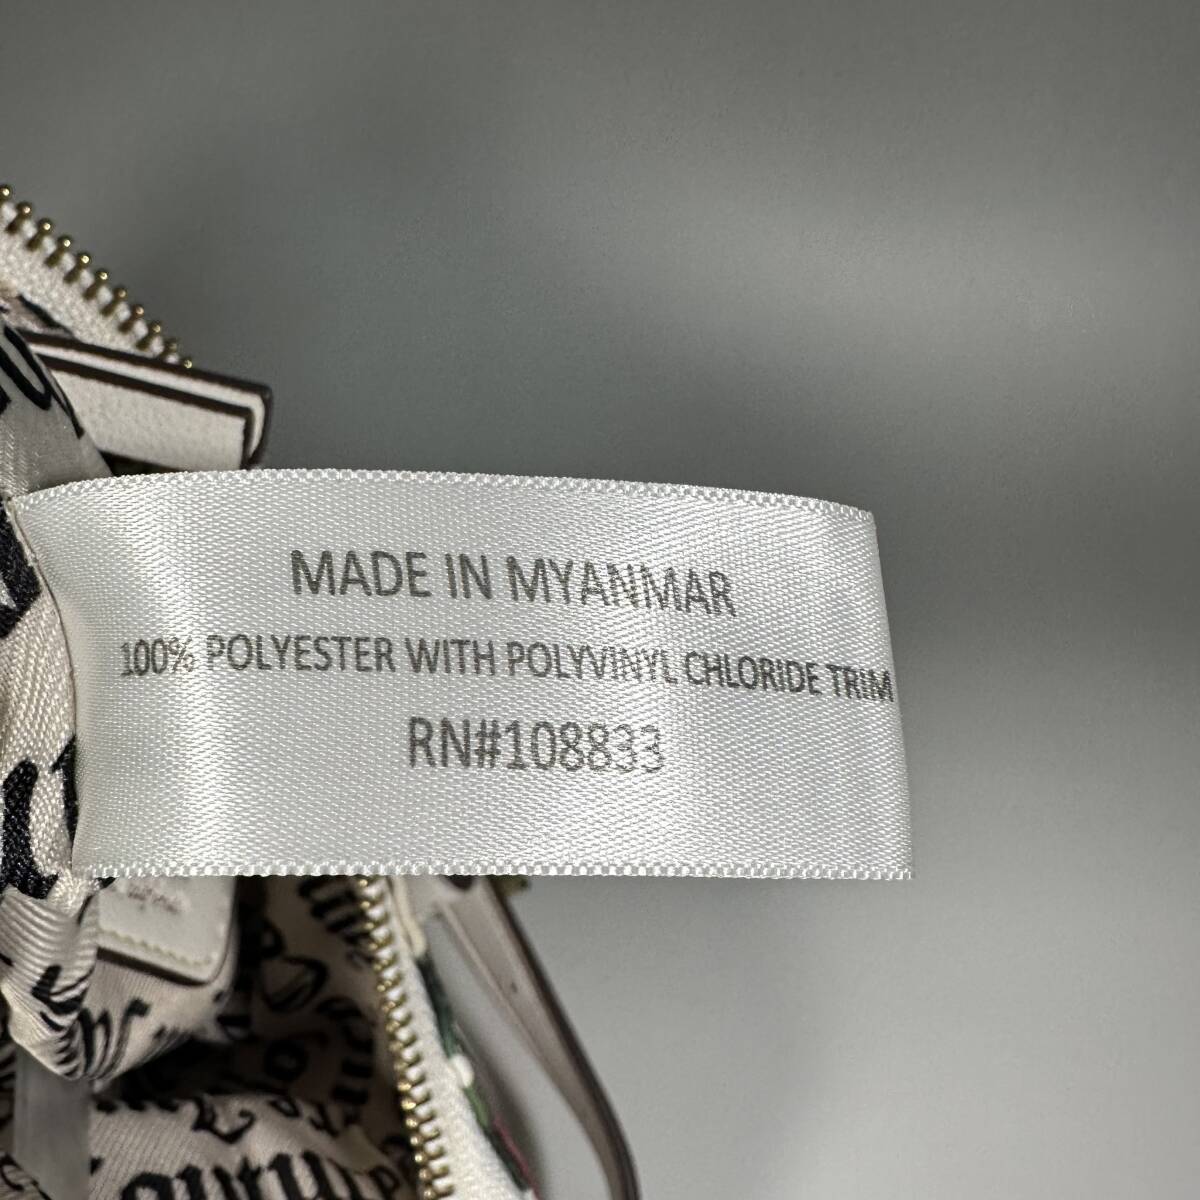 MADE IN MYANMAR
100% POLYESTER WITH POLYVINYL CHLORIDE TRIM
RN#108833